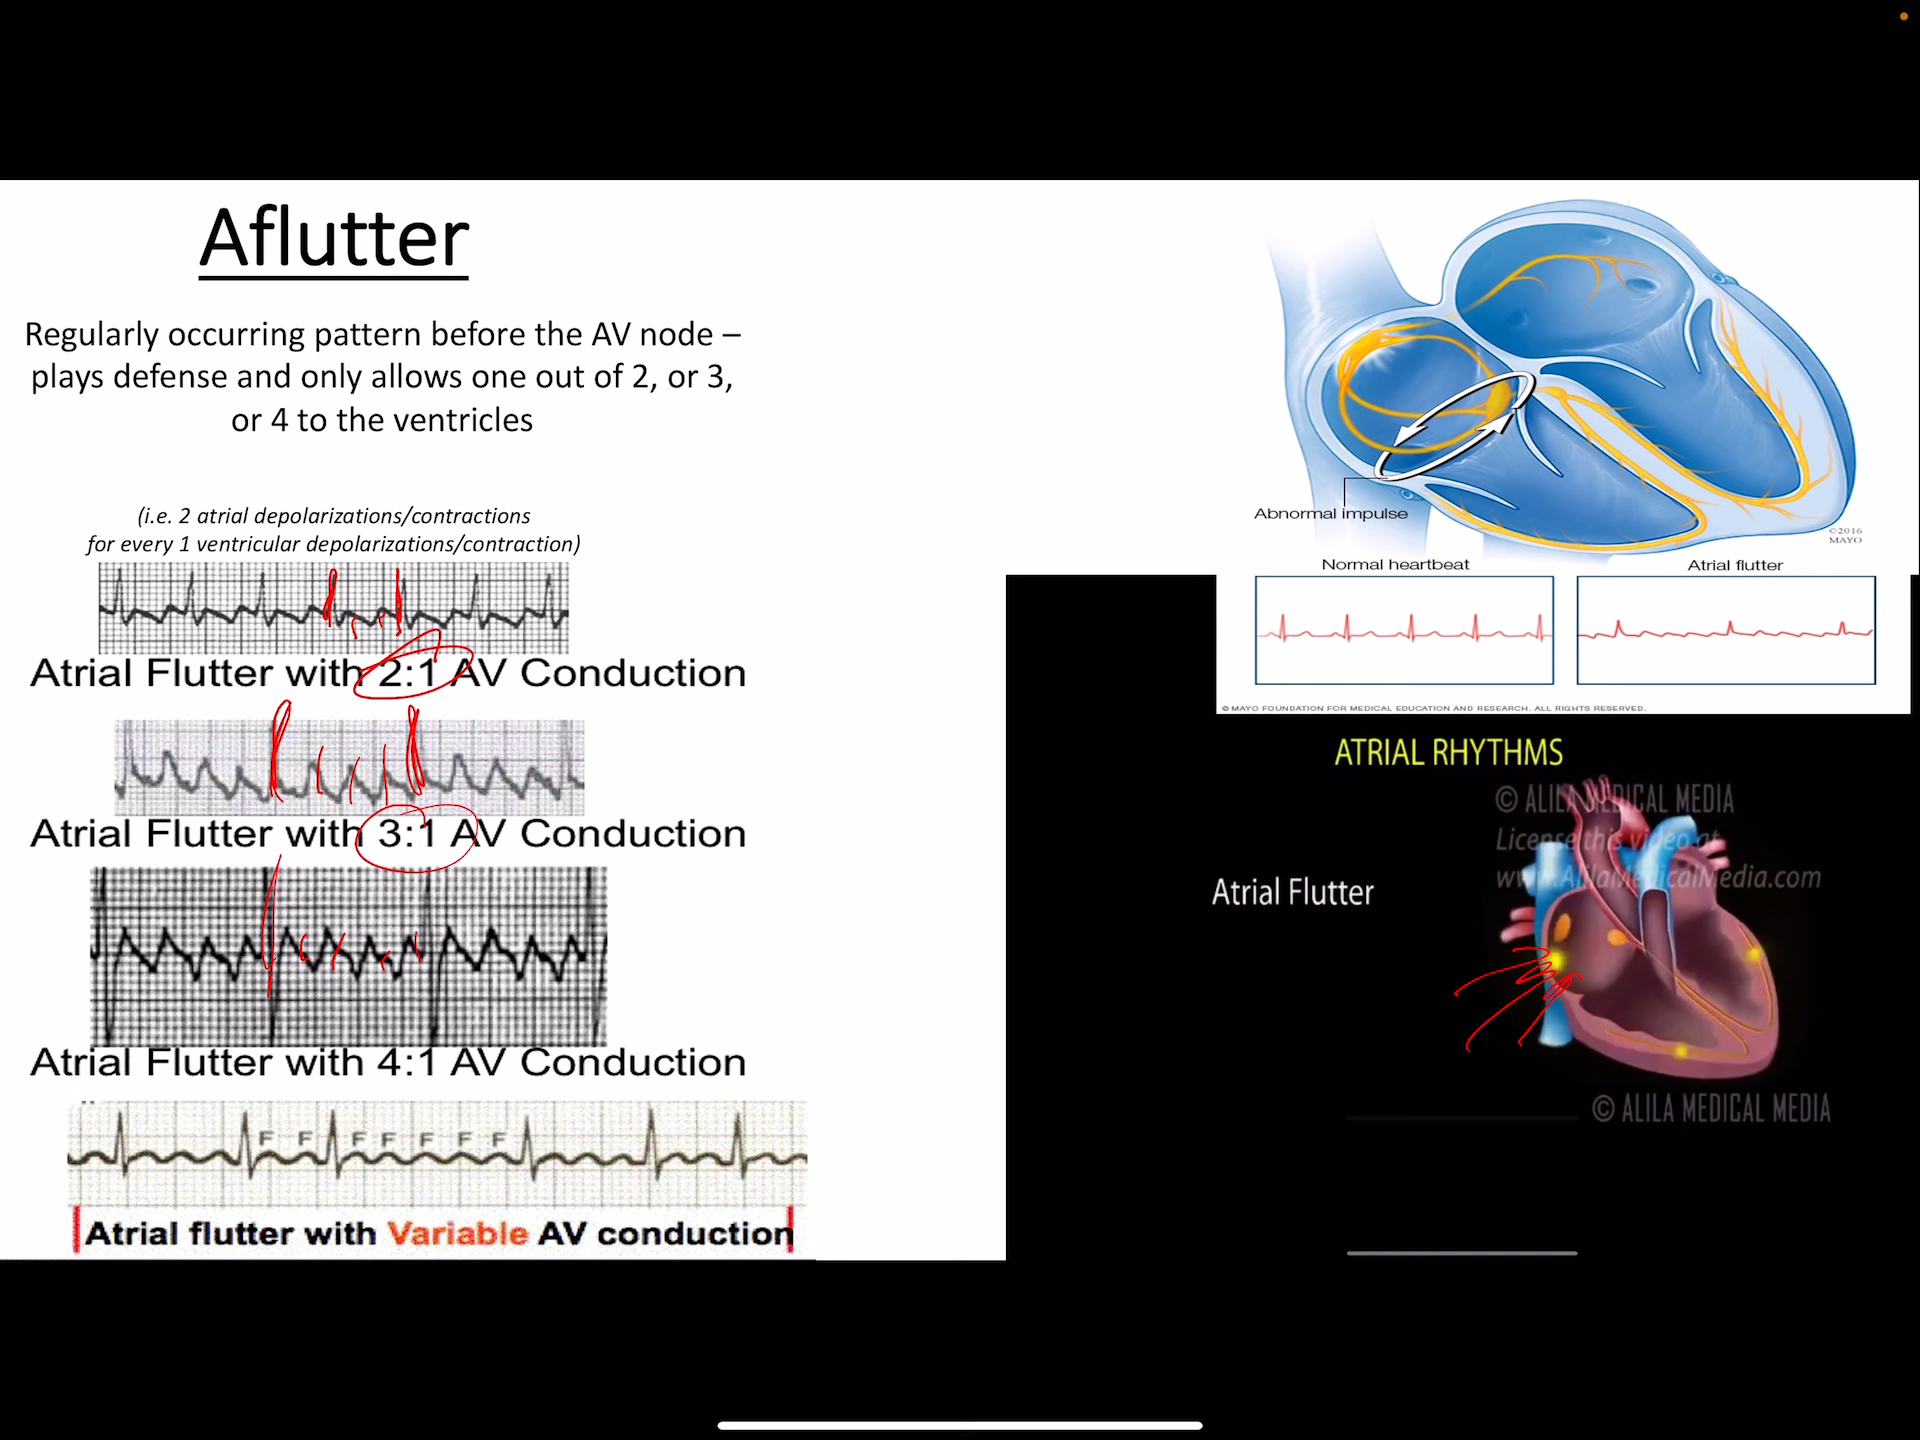 Aflutter
Regularly occurring pattern before the AV node –
plays defense and only allows one out of 2, or 3,
or 4 to the ventricles
(i.e. 2 atrial depolarizations/contractions
for every 1 ventricular depolarizations/contraction)
Atrial Flutter with 2:1 AV Conduction
Atrial Flutter with 3:1 AV Conduction
Atrial Flutter with 4:1 AV Conduction
F F F F F F F
Atrial flutter with Variable AV conduction
Abnormal impulse
©2016
MAYO
Normal heartbeat
Atrial flutter
© MAYO FOUNDATION FOR MEDICAL EDUCATION AND RESEARCH. ALL RIGHTS RESERVED.
ATRIAL RHYTHMS
© ALILA MEDICAL MEDIA
License this video at
www.AlilaMedicalMedia.com
Atrial Flutter
© ALILA MEDICAL MEDIA